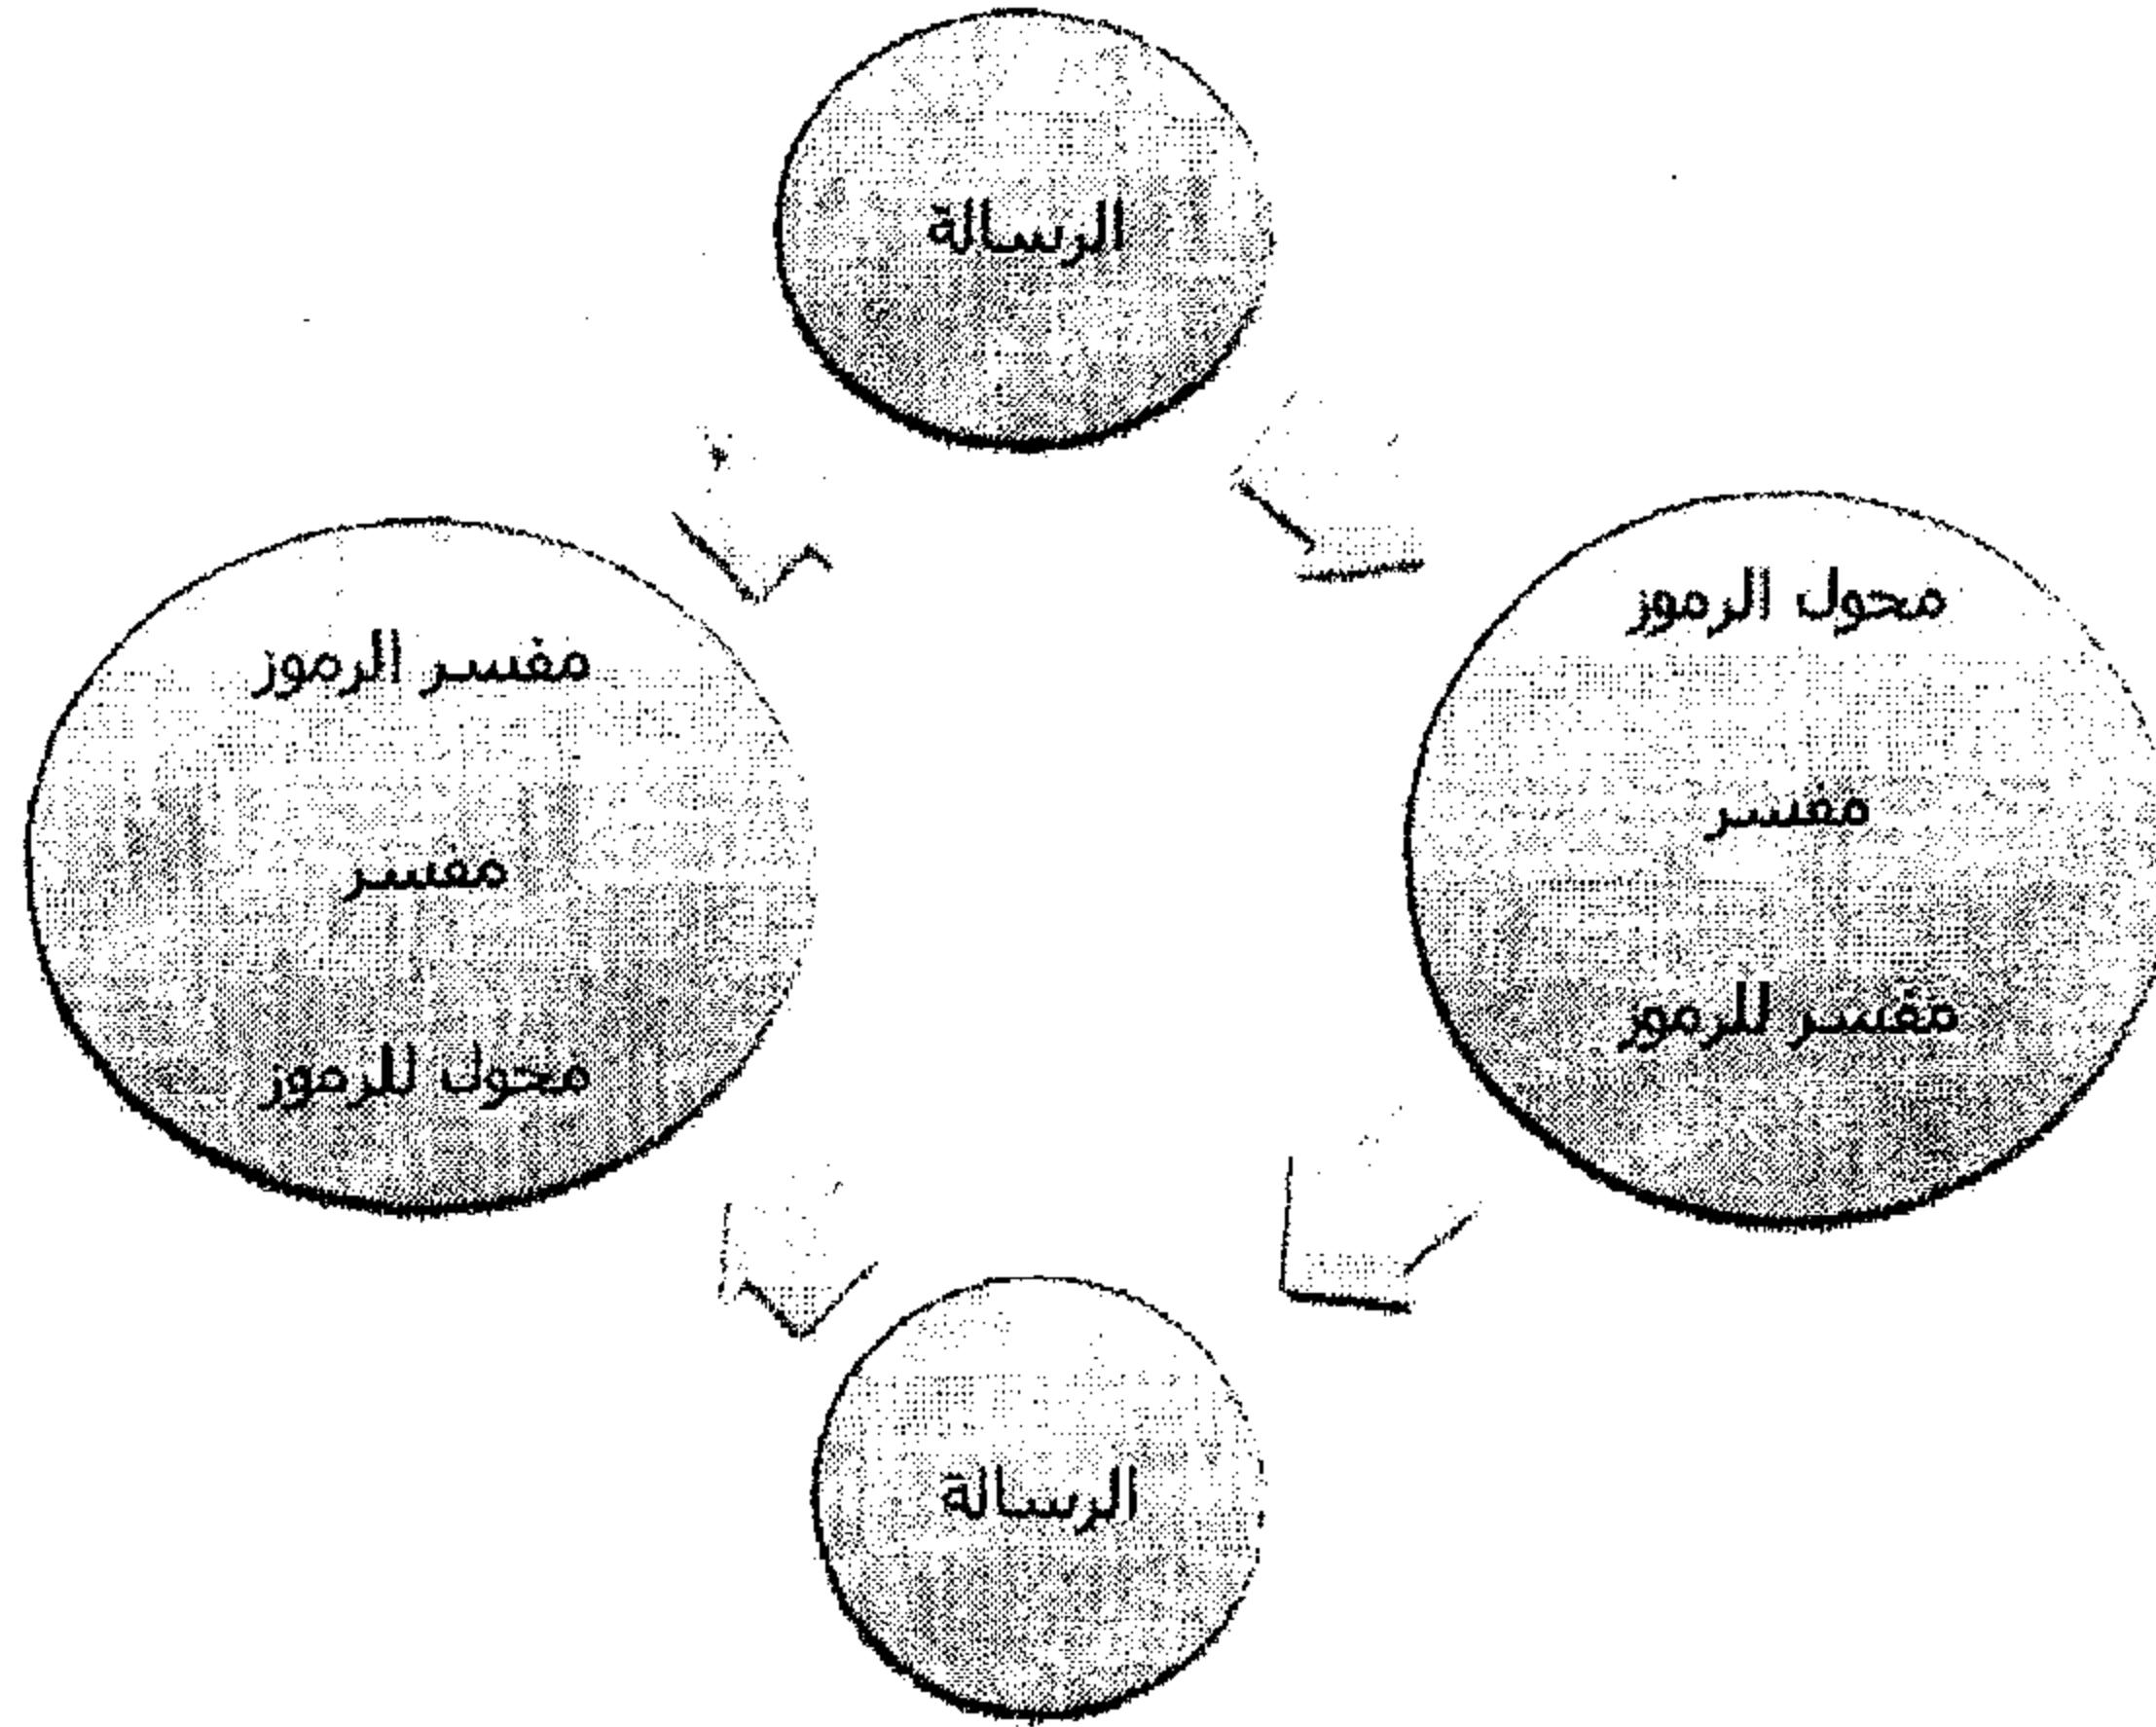 الرسالة
محول الرموز
مفسر
مفسر للرموز
مفسر الرموز
مفسر
محول للرموز
الرسالة